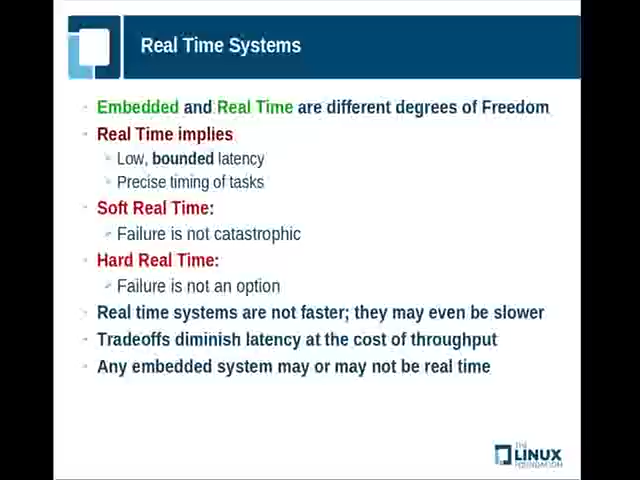 Real Time Systems
Embedded and Real Time are different degrees of Freedom
Real Time implies
Low, bounded latency
Precise timing of tasks
Soft Real Time:
Failure is not catastrophic
Hard Real Time:
Failure is not an option
Real time systems are not faster; they may even be slower
Tradeoffs diminish latency at the cost of throughput
Any embedded system may or may not be real time
THE
LINUX
FOUNDATION